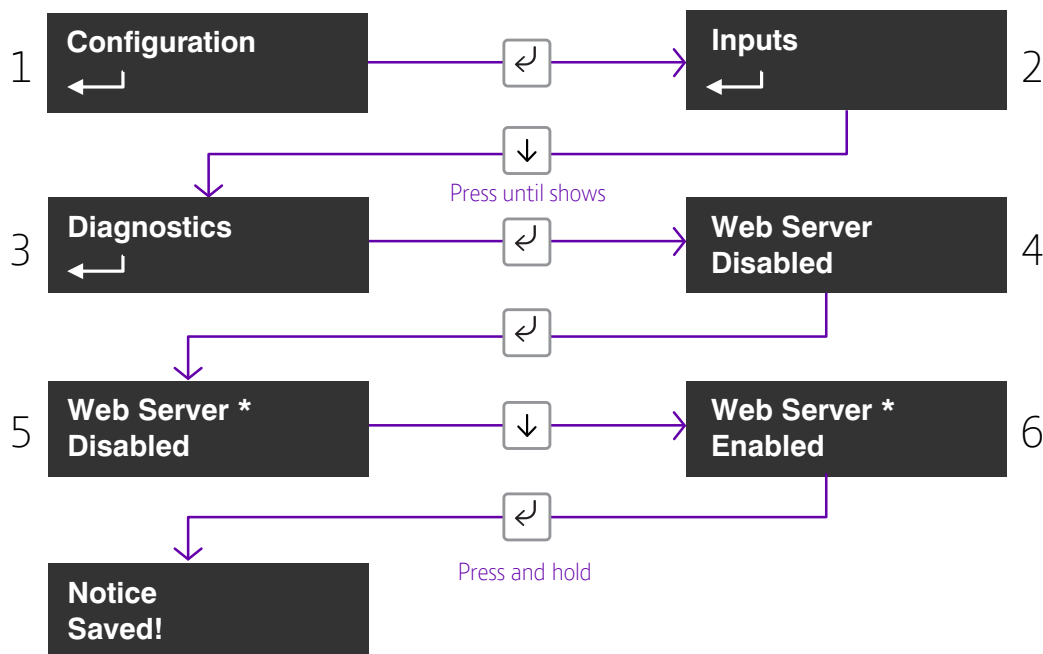 1
Configuration
Inputs
2
Press until shows
3
Diagnostics
Web Server
Disabled
4
5
Web Server *
Disabled
Web Server *
Enabled
6
Press and hold
Notice
Saved!